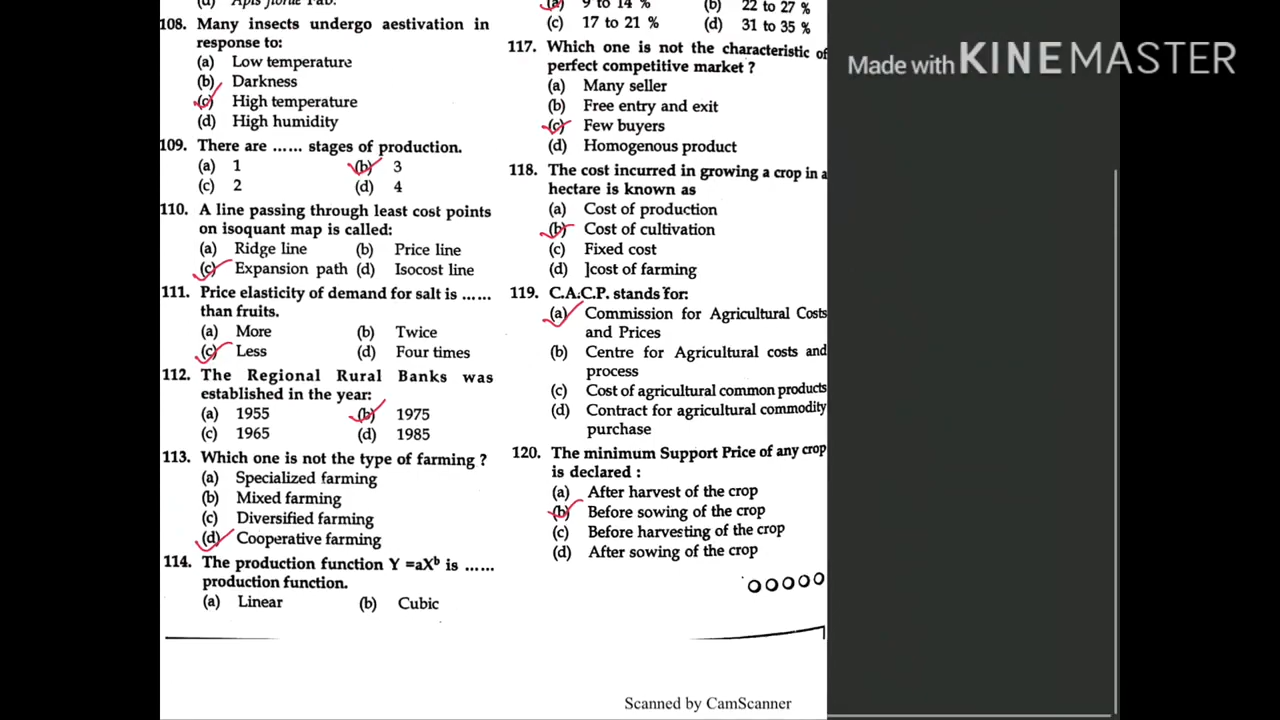 (d) Apis florae Fab.
108. Many insects undergo aestivation in
response to:
(a) Low temperature
(b) Darkness
(c) High temperature
(d) High humidity
109. There are ...... stages of production.
(a) 1 (b) 3
(c) 2 (d) 4
110. A line passing through least cost points
on isoquant map is called:
(a) Ridge line (b) Price line
(c) Expansion path (d) Isocost line
111. Price elasticity of demand for salt is ......
than fruits.
(a) More (b) Twice
(c) Less (d) Four times
112. The Regional Rural Banks was
established in the year:
(a) 1955 (b) 1975
(c) 1965 (d) 1985
113. Which one is not the type of farming ?
(a) Specialized farming
(b) Mixed farming
(c) Diversified farming
(d) Cooperative farming
114. The production function Y =aXᵇ is ......
production function.
(a) Linear (b) Cubic
(a) 9 to 14 % (b) 22 to 27 %
(c) 17 to 21 % (d) 31 to 35 %
117. Which one is not the characteristic of
perfect competitive market ?
(a) Many seller
(b) Free entry and exit
(c) Few buyers
(d) Homogenous product
118. The cost incurred in growing a crop in a
hectare is known as
(a) Cost of production
(b) Cost of cultivation
(c) Fixed cost
(d) ]cost of farming
119. C.A.C.P. stands for:
(a) Commission for Agricultural Costs
and Prices
(b) Centre for Agricultural costs and
process
(c) Cost of agricultural common products
(d) Contract for agricultural commodity
purchase
120. The minimum Support Price of any crop
is declared :
(a) After harvest of the crop
(b) Before sowing of the crop
(c) Before harvesting of the crop
(d) After sowing of the crop
Scanned by CamScanner
Made with KINEMASTER